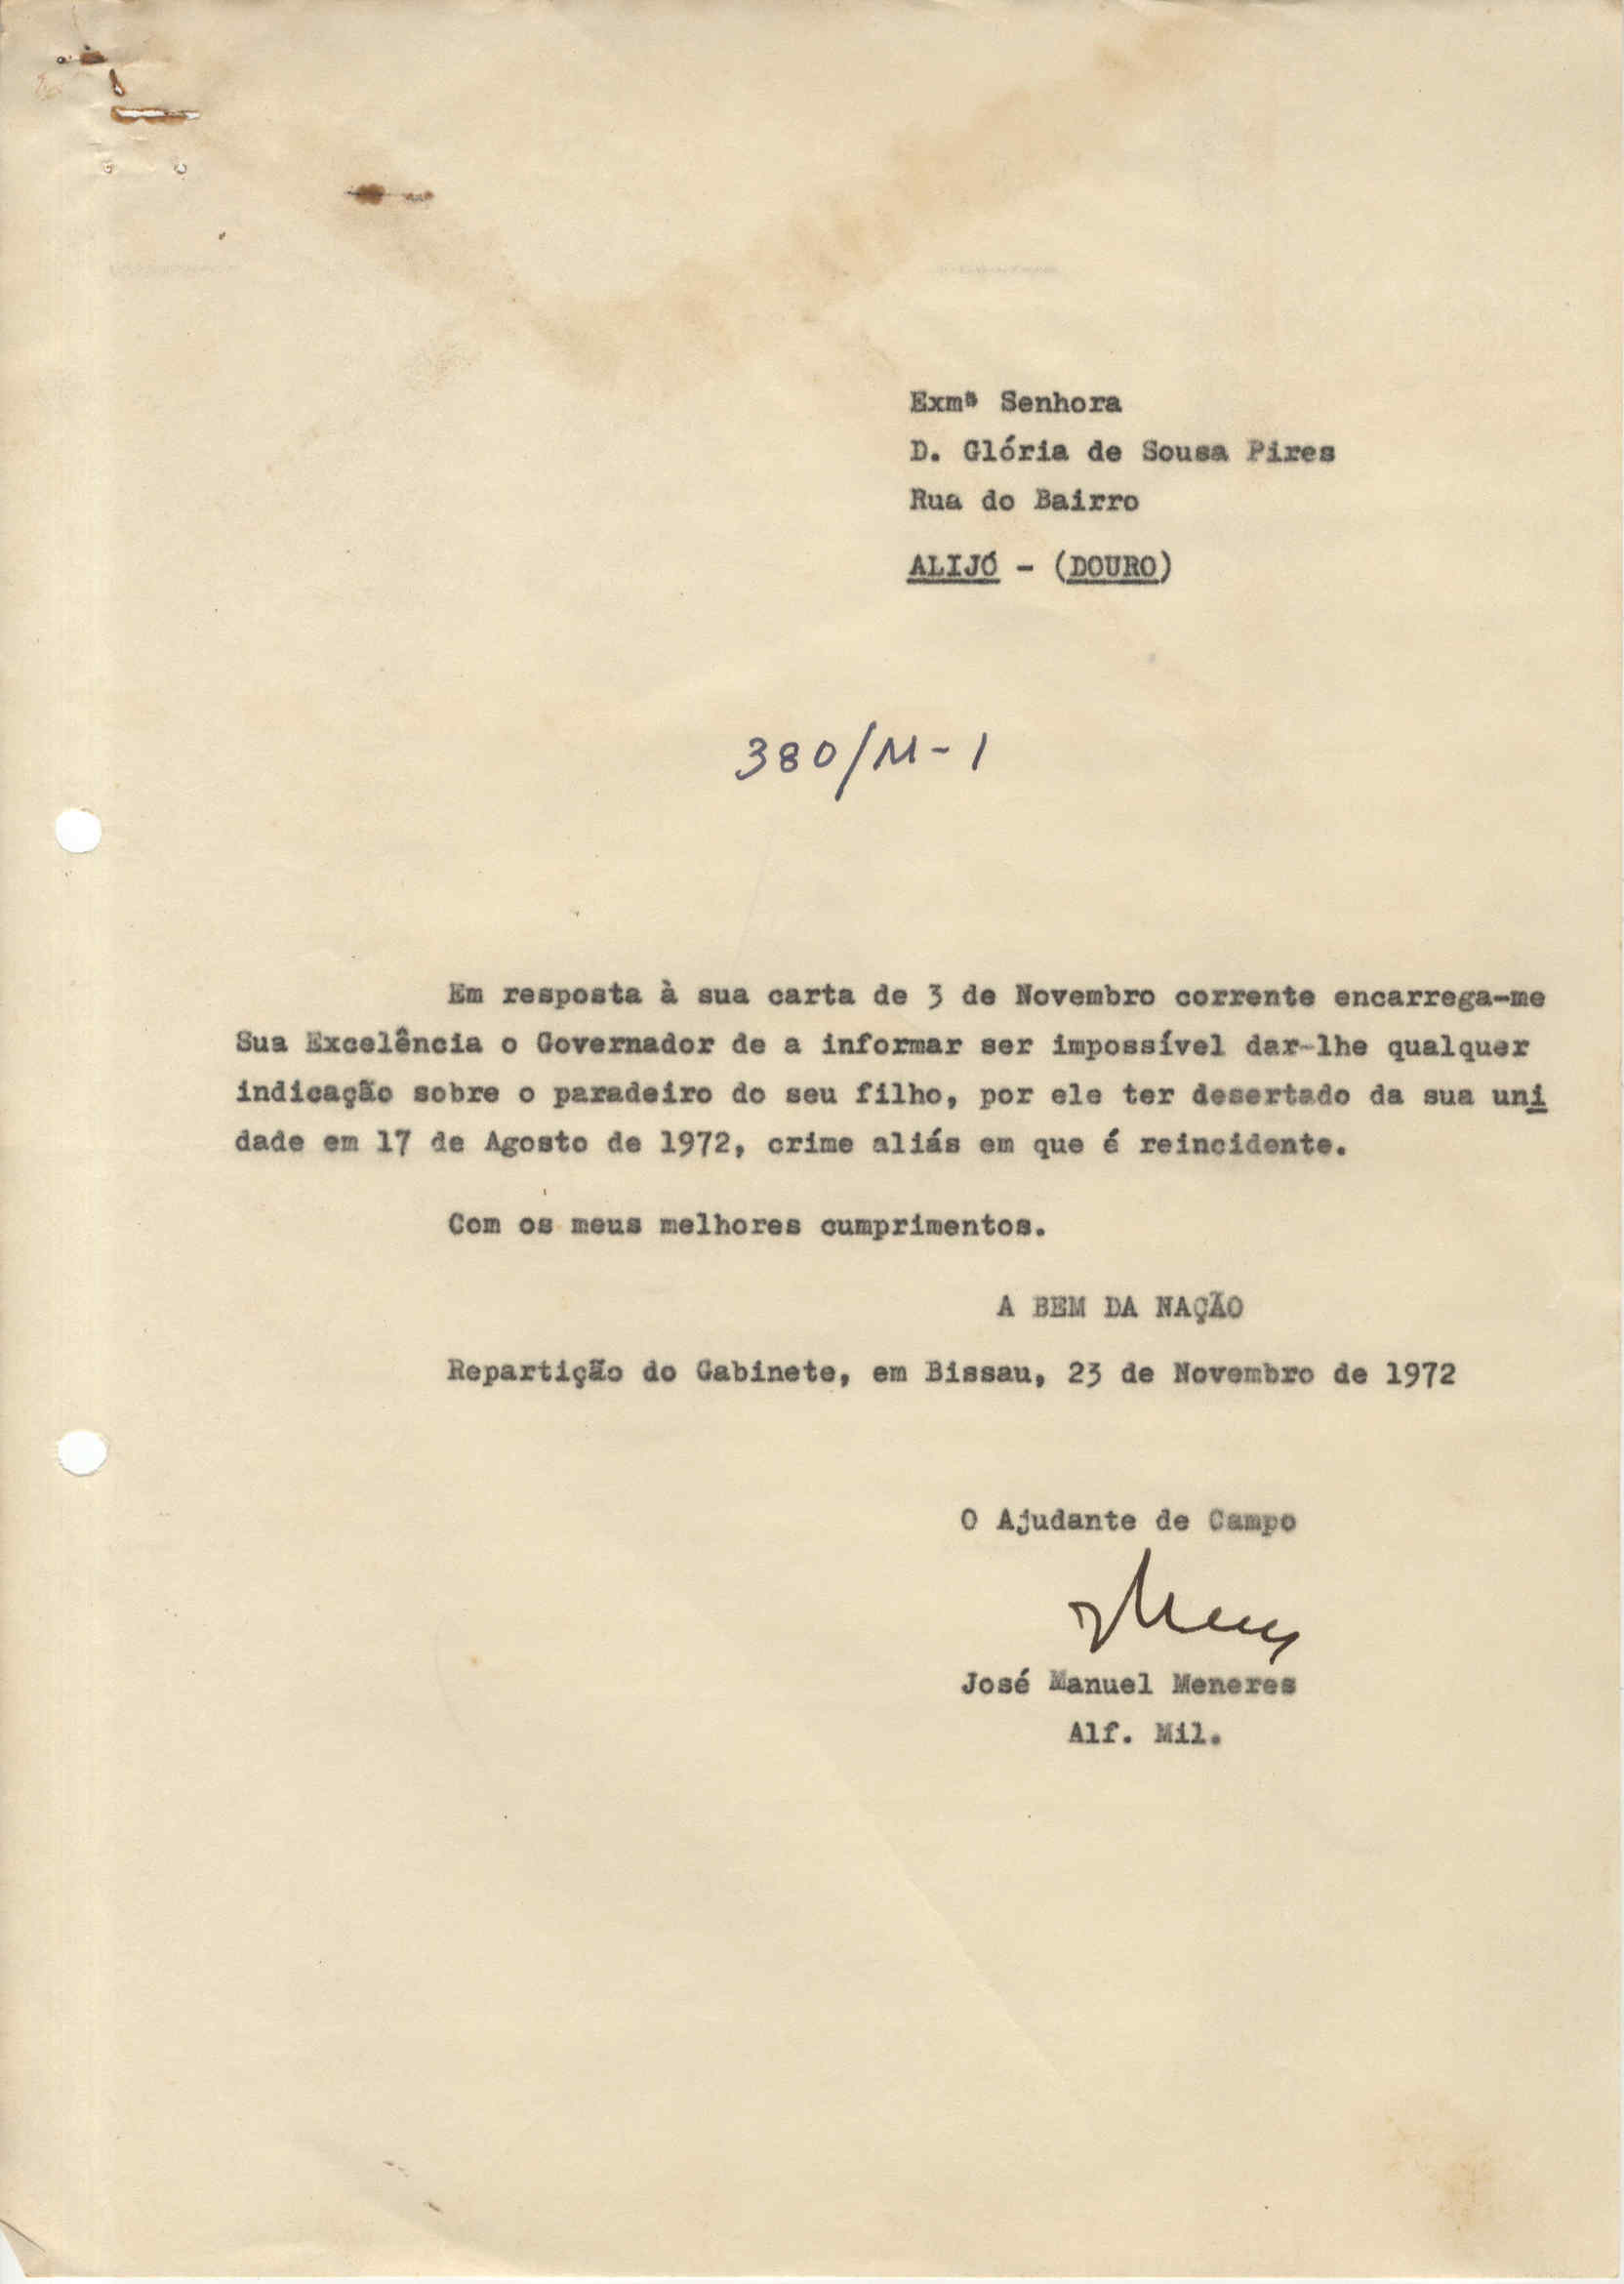 Exmª Senhora
D. Glória de Sousa Pires
Rua do Bairro
ALIJÓ - (DOURO)
380/M-1
Em resposta à sua carta de 3 de Novembro corrente encarrega-me
Sua Excelência o Governador de a informar ser impossível dar-lhe qualquer
indicação sobre o paradeiro do seu filho, por ele ter desertado da sua uni
dade em 17 de Agosto de 1972, crime aliás em que é reincidente.
Com os meus melhores cumprimentos.
A BEM DA NAÇÃO
Repartição do Gabinete, em Bissau, 23 de Novembro de 1972
O Ajudante de Campo
José Manuel Meneres
Alf. Mil.